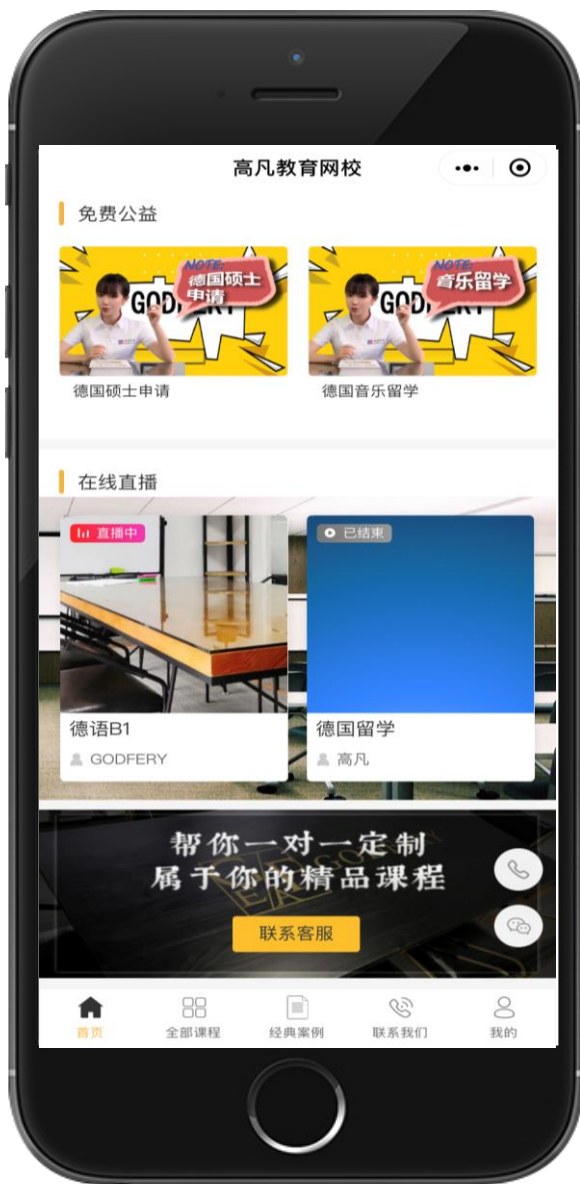 高凡教育网校
免费公益
NOTE:
德国硕士
申请
GODFERY
NOTE:
音乐留学
GODFERY
德国硕士申请
德国音乐留学
在线直播
直播中
已结束
德语B1
德国留学
GODFERY
高凡
帮你一对一定制
属于你的精品课程
联系客服
首页
全部课程
经典案例
联系我们
我的